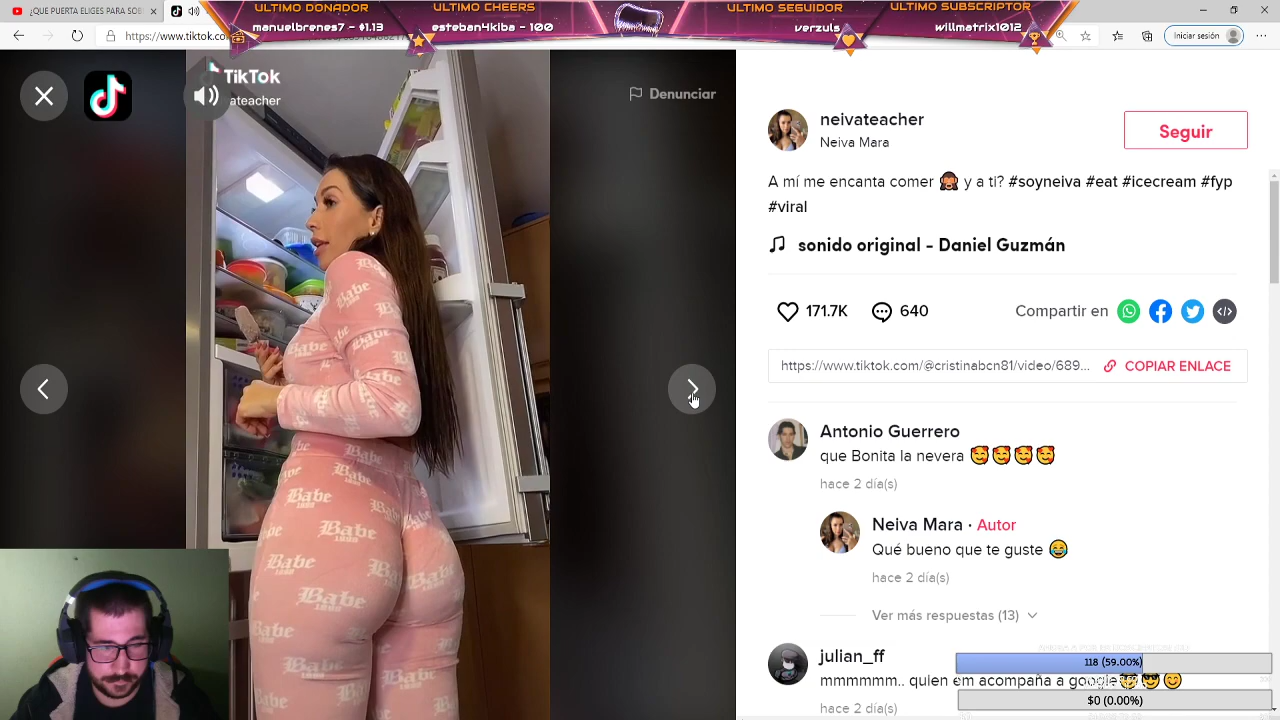 ¿QUE PUERTA ELIGES PARA SOB
ULTIMO DONADOR
manuelbrenes7 - $1.13
ULTIMO CHEERS
esteban4kiba - 100
ULTIMO SEGUIDOR
verzuls
ULTIMO SUBSCRIPTOR
willmatrix1012
https://www.tiktok.co
Iniciar sesión
TikTok
ateacher
Denunciar
neivateacher
Neiva Mara
Seguir
A mí me encanta comer 🙊 y a ti? #soyneiva #eat #icecream #fyp
#viral
sonido original - Daniel Guzmán
171.7K
640
Compartir en
https://www.tiktok.com/@cristinabcn81/video/689...
COPIAR ENLACE
Antonio Guerrero
que Bonita la nevera 🥰🥰🥰🥰
hace 2 día(s)
Neiva Mara · Autor
Qué bueno que te guste 😂
hace 2 día(s)
Ver más respuestas (13)
julian_ff
mmmmmm.. quien em acompaña a
hace 2 día(s)
118 (59.00%)
$0 (0.00%)
Babe
1890